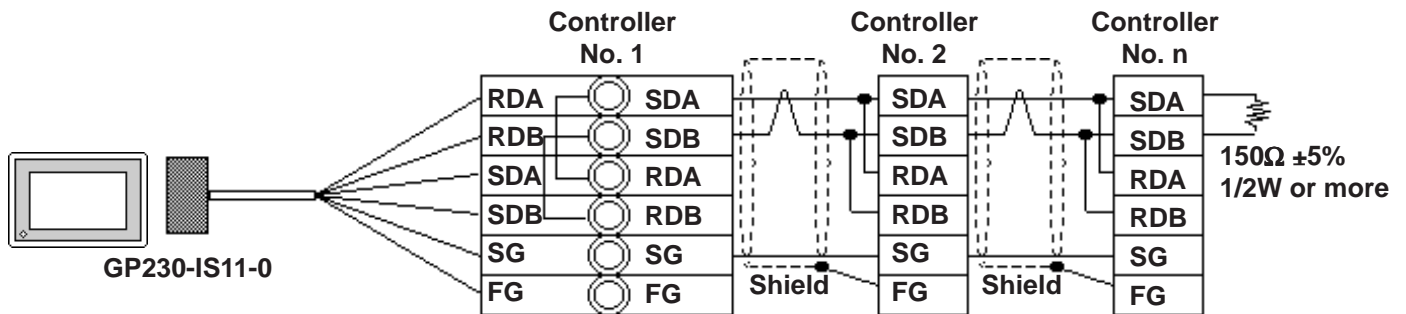 Controller
No. 1
Controller
No. 2
Controller
No. n
RDA SDA
RDB SDB
SDA RDA
SDB RDB
SG SG
FG FG
SDA
SDB
RDA
RDB
SG
FG
SDA
SDB
RDA
RDB
SG
FG
Shield
Shield
150Ω ±5%
1/2W or more
GP230-IS11-0